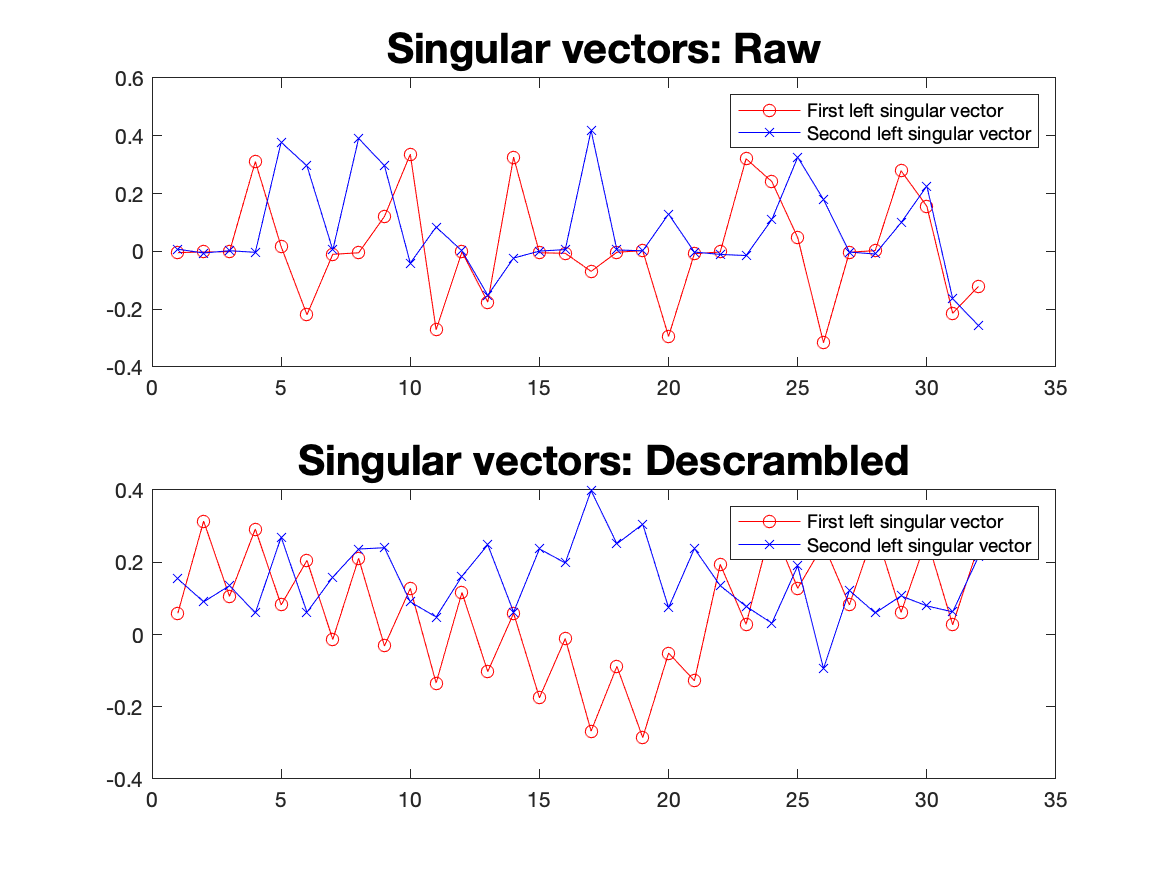 Singular vectors: Raw
0.6
0.4
0.2
0
-0.2
-0.4
First left singular vector
Second left singular vector
0 5 10 15 20 25 30 35
Singular vectors: Descrambled
0.4
0.2
0
-0.2
-0.4
First left singular vector
Second left singular vector
0 5 10 15 20 25 30 35